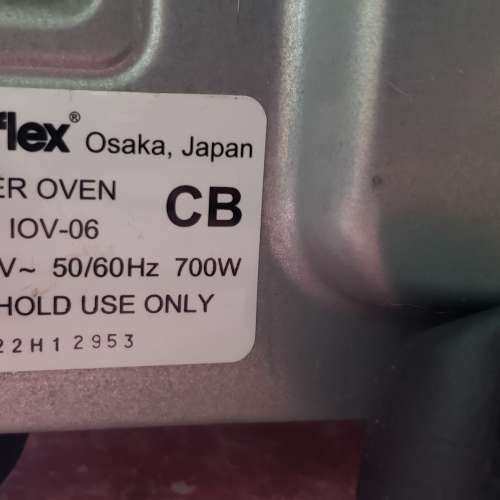 flex® Osaka, Japan
ER OVEN
CB
IOV-06
V~ 50/60Hz 700W
HOLD USE ONLY
22H12953